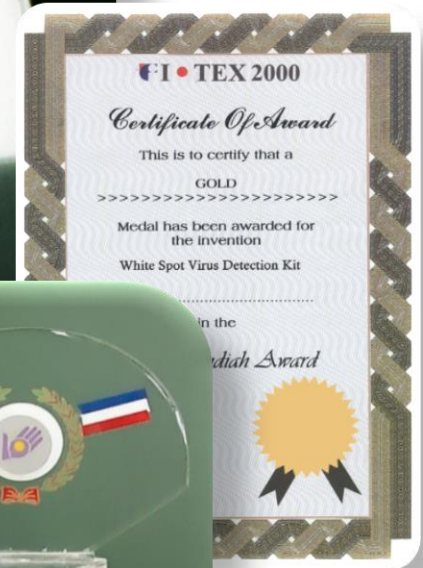 I • TEX 2000
Certificate Of Award
This is to certify that a
GOLD
>>>>>>>>>>>>>>>>>>>>>>>
Medal has been awarded for
the invention
White Spot Virus Detection Kit
in the
Award